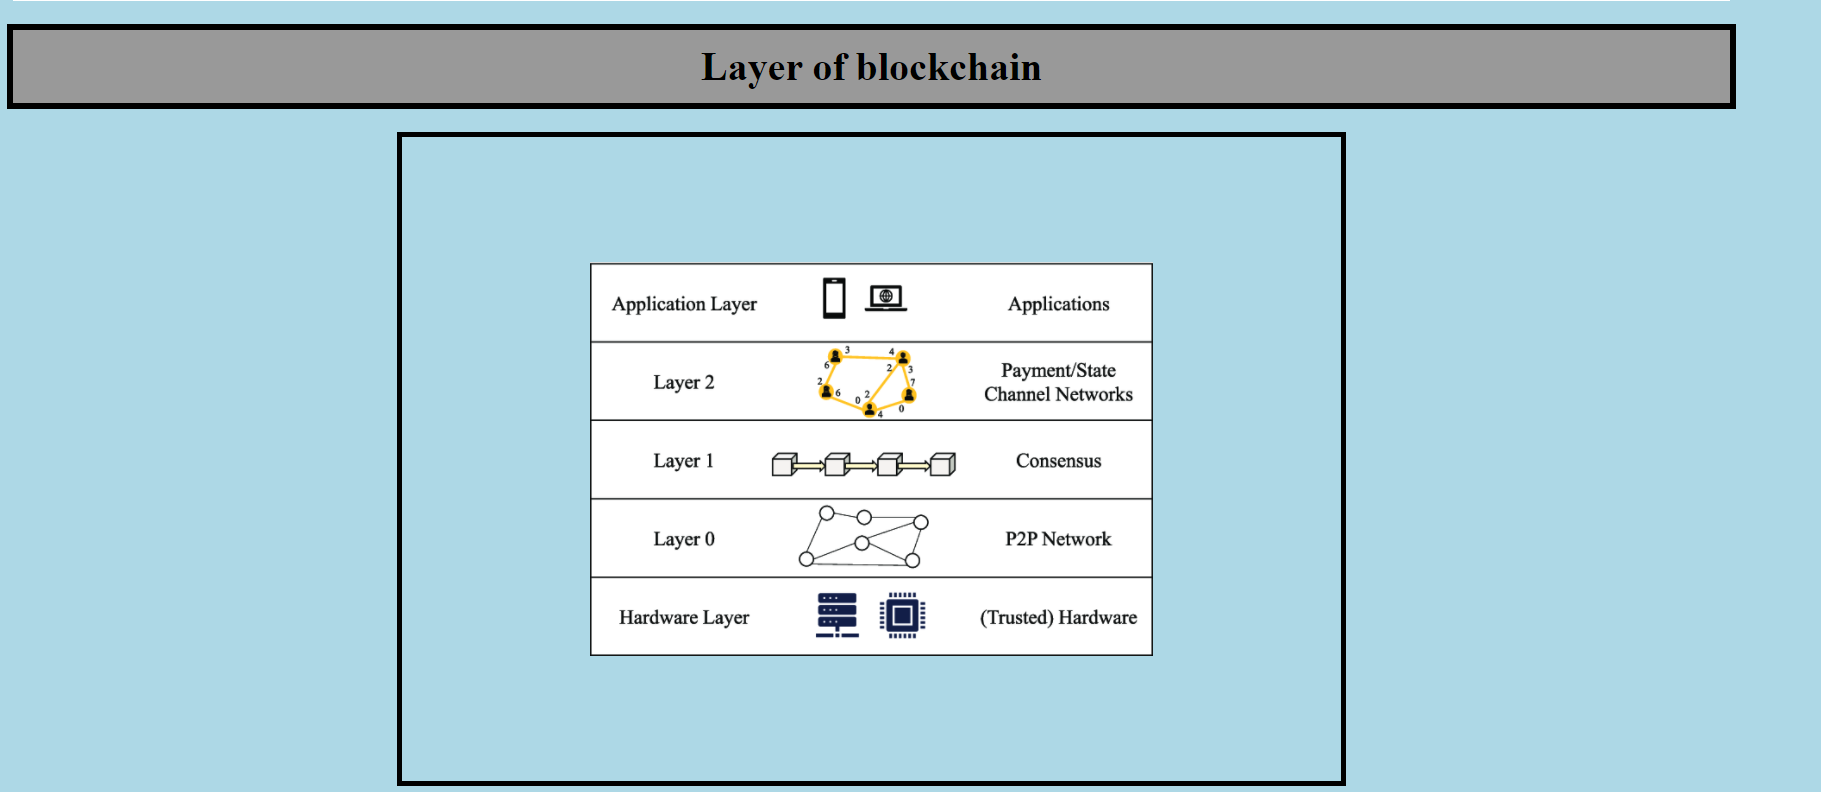 Layer of blockchain
Application Layer
Applications
3
4
6
2
3
2
7
6
2
0
4
0
Layer 2
Payment/State
Channel Networks
Layer 1
Consensus
Layer 0
P2P Network
Hardware Layer
(Trusted) Hardware